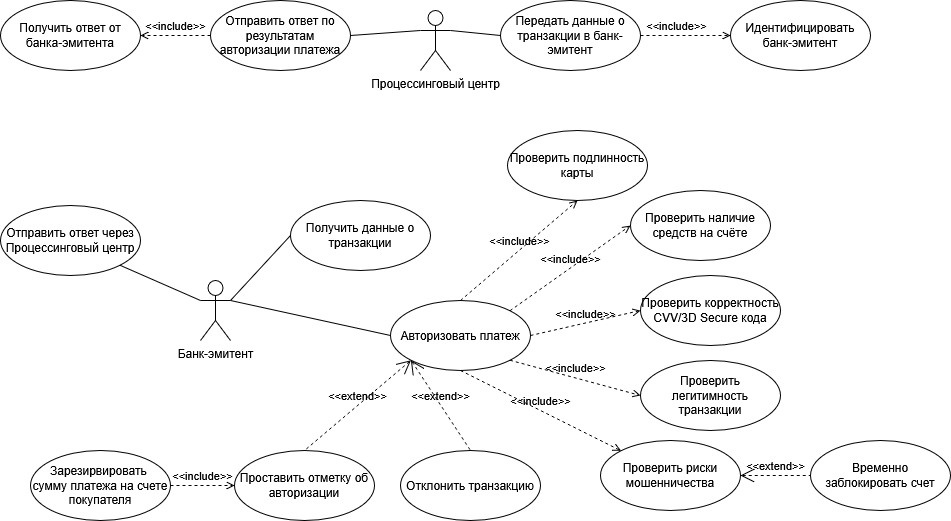 Получить ответ от
банка-эмитента
<<include>>
Отправить ответ по
результатам
авторизации платежа
Процессинговый центр
Передать данные о
транзакции в банк-
эмитент
<<include>>
Идентифицировать
банк-эмитент
Проверить подлинность
карты
Отправить ответ через
Процессинговый центр
Получить данные о
транзакции
<<include>>
Проверить наличие
средств на счёте
<<include>>
Банк-эмитент
Авторизовать платеж
<<include>>
Проверить корректность
CVV/3D Secure кода
<<include>>
Проверить
легитимность
транзакции
<<extend>>
<<extend>>
<<include>>
Зарезирвировать
сумму платежа на счете
покупателя
<<include>>
Проставить отметку об
авторизации
Отклонить транзакцию
Проверить риски
мошенничества
<<extend>>
Временно
заблокировать счет